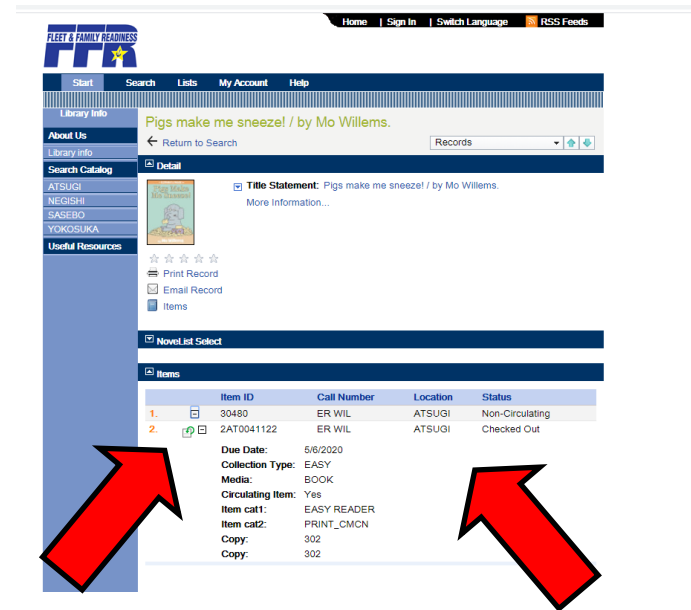 Home | Sign In | Switch Language RSS Feeds
FLEET & FAMILY READINESS
FFR
Start Search Lists My Account Help
Library Info
Pigs make me sneeze! / by Mo Willems.
About Us
Return to Search Records
Library info
Detail
Search Catalog
ATSUGI
NEGISHI
SASEBO
YOKOSUKA
Useful Resources
Pigs Make Me Sneeze!
Title Statement: Pigs make me sneeze! / by Mo Willems.
More Information...
Print Record
Email Record
Items
NoveList Select
Items
Item ID Call Number Location Status
1. 30480 ER WIL ATSUGI Non-Circulating
2. 2AT0041122 ER WIL ATSUGI Checked Out
Due Date: 5/6/2020
Collection Type: EASY
Media: BOOK
Circulating Item: Yes
Item cat1: EASY READER
Item cat2: PRINT_CMCN
Copy: 302
Copy: 302